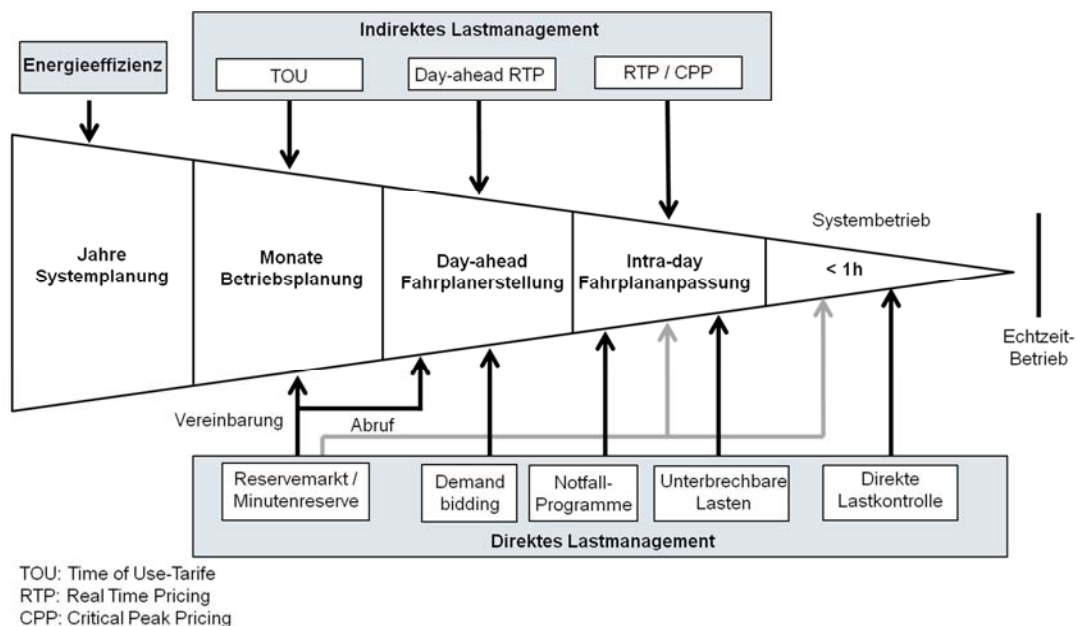 Indirektes Lastmanagement
Energieeffizienz
TOU
Day-ahead RTP
RTP / CPP
Systembetrieb
Jahre
Systemplanung
Monate
Betriebsplanung
Day-ahead
Fahrplanerstellung
Intra-day
Fahrplananpassung
< 1h
Echtzeit-
Betrieb
Vereinbarung
Abruf
Reservemarkt /
Minutenreserve
Demand
bidding
Notfall-
Programme
Unterbrechbare
Lasten
Direkte
Lastkontrolle
Direktes Lastmanagement
TOU: Time of Use-Tarife
RTP: Real Time Pricing
CPP: Critical Peak Pricing